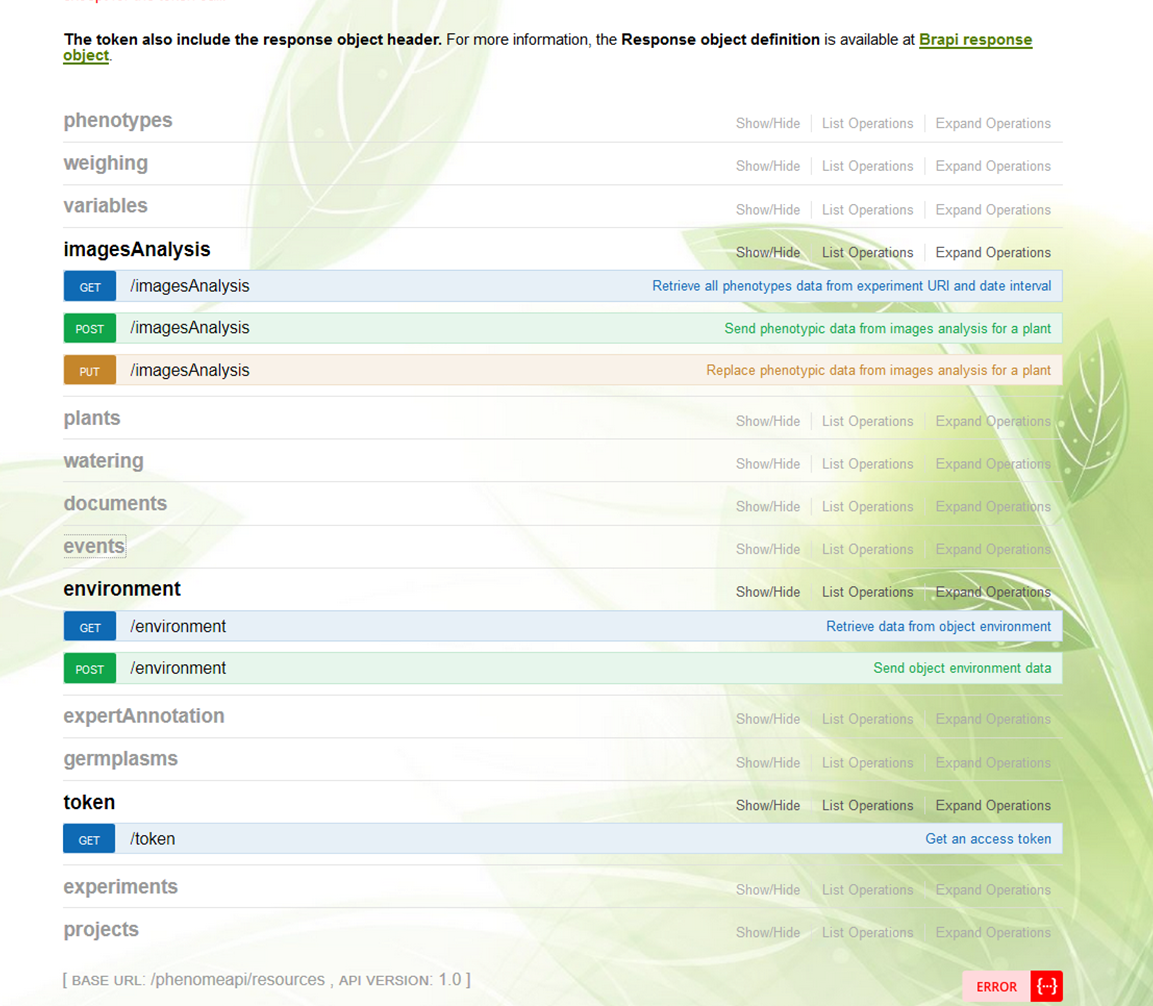 The token also include the response object header. For more information, the Response object definition is available at Brapi response
object.
phenotypes Show/Hide List Operations Expand Operations
weighing Show/Hide List Operations Expand Operations
variables Show/Hide List Operations Expand Operations
imagesAnalysis Show/Hide List Operations Expand Operations
GET /imagesAnalysis Retrieve all phenotypes data from experiment URI and date interval
POST /imagesAnalysis Send phenotypic data from images analysis for a plant
PUT /imagesAnalysis Replace phenotypic data from images analysis for a plant
plants Show/Hide List Operations Expand Operations
watering Show/Hide List Operations Expand Operations
documents Show/Hide List Operations Expand Operations
events Show/Hide List Operations Expand Operations
environment Show/Hide List Operations Expand Operations
GET /environment Retrieve data from object environment
POST /environment Send object environment data
expertAnnotation Show/Hide List Operations Expand Operations
germplasms Show/Hide List Operations Expand Operations
token Show/Hide List Operations Expand Operations
GET /token Get an access token
experiments Show/Hide List Operations Expand Operations
projects Show/Hide List Operations Expand Operations
[ BASE URL: /phenomeapi/resources , API VERSION: 1.0 ] ERROR {...}